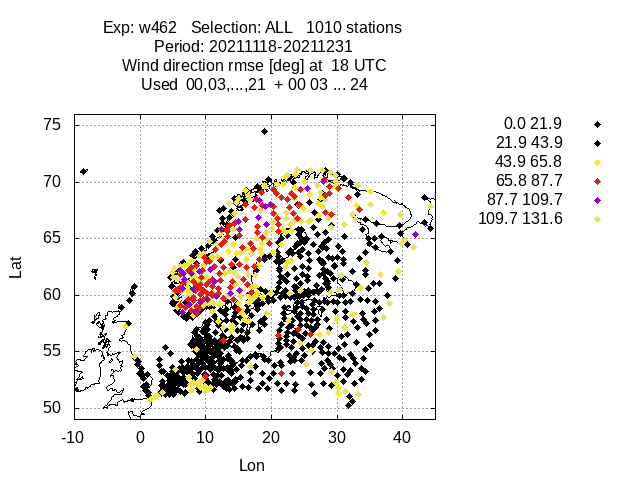 Exp: w462 Selection: ALL 1010 stations
Period: 20211118-20211231
Wind direction rmse [deg] at 18 UTC
Used 00,03,...,21 + 00 03 ... 24
0.0 21.9
21.9 43.9
43.9 65.8
65.8 87.7
87.7 109.7
109.7 131.6
75
70
65
60
55
50
Lat
-10 0 10 20 30 40
Lon